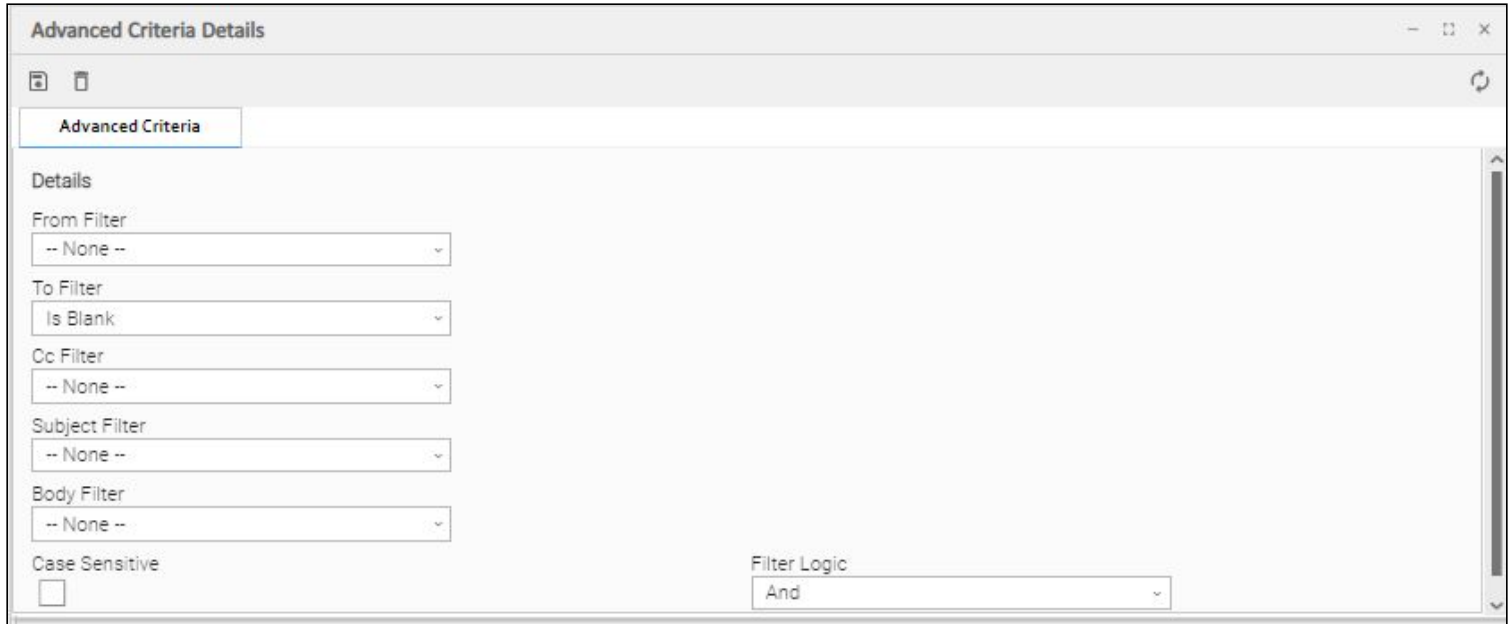 Advanced Criteria Details
Advanced Criteria
Details
From Filter
-- None --
To Filter
Is Blank
Cc Filter
-- None --
Subject Filter
-- None --
Body Filter
-- None --
Case Sensitive
Filter Logic
And